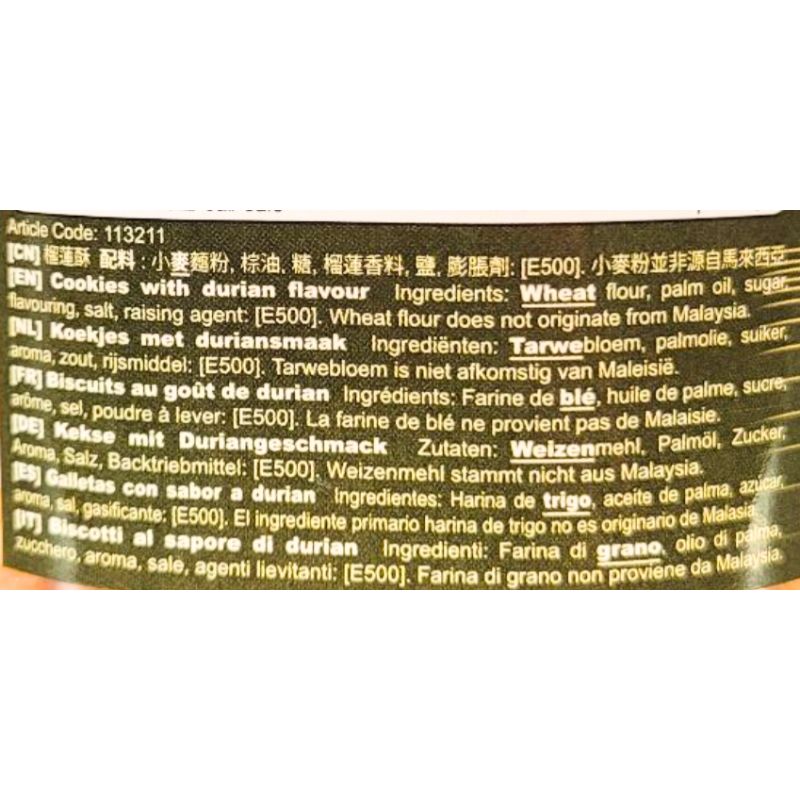 Article Code: 113211
[CN] 榴蓮酥 配料: 小麥麵粉, 棕油, 糖, 榴蓮香料, 鹽, 膨脹劑: [E500]. 小麥粉並非源自馬來西亞
[EN] Cookies with durian flavour Ingredients: Wheat flour, palm oil, sugar,
flavouring, salt, raising agent: [E500]. Wheat flour does not originate from Malaysia.
[NL] Koekjes met duriansmaak Ingrediënten: Tarwebloem, palmolie, suiker,
aroma, zout, rijsmiddel: [E500]. Tarwebloem is niet afkomstig van Maleisië.
[FR] Biscuits au goût de durian Ingrédients: Farine de blé, huile de palme, sucre,
arôme, sel, poudre à lever: [E500]. La farine de blé ne provient pas de Malaisie.
[DE] Kekse mit Duriangeschmack Zutaten: Weizenmehl, Palmöl, Zucker,
Aroma, Salz, Backtriebmittel: [E500]. Weizenmehl stammt nicht aus Malaysia.
[ES] Galletas con sabor a durian Ingredientes: Harina de trigo, aceite de palma, azúcar,
aroma, sal, gasificante: [E500]. El ingrediente primario harina de trigo no es originario de Malasia
[IT] Biscotti al sapore di durian Ingredienti: Farina di grano, olio di palma,
zucchero, aroma, sale, agenti lievitanti: [E500]. Farina di grano non proviene da Malaysia.